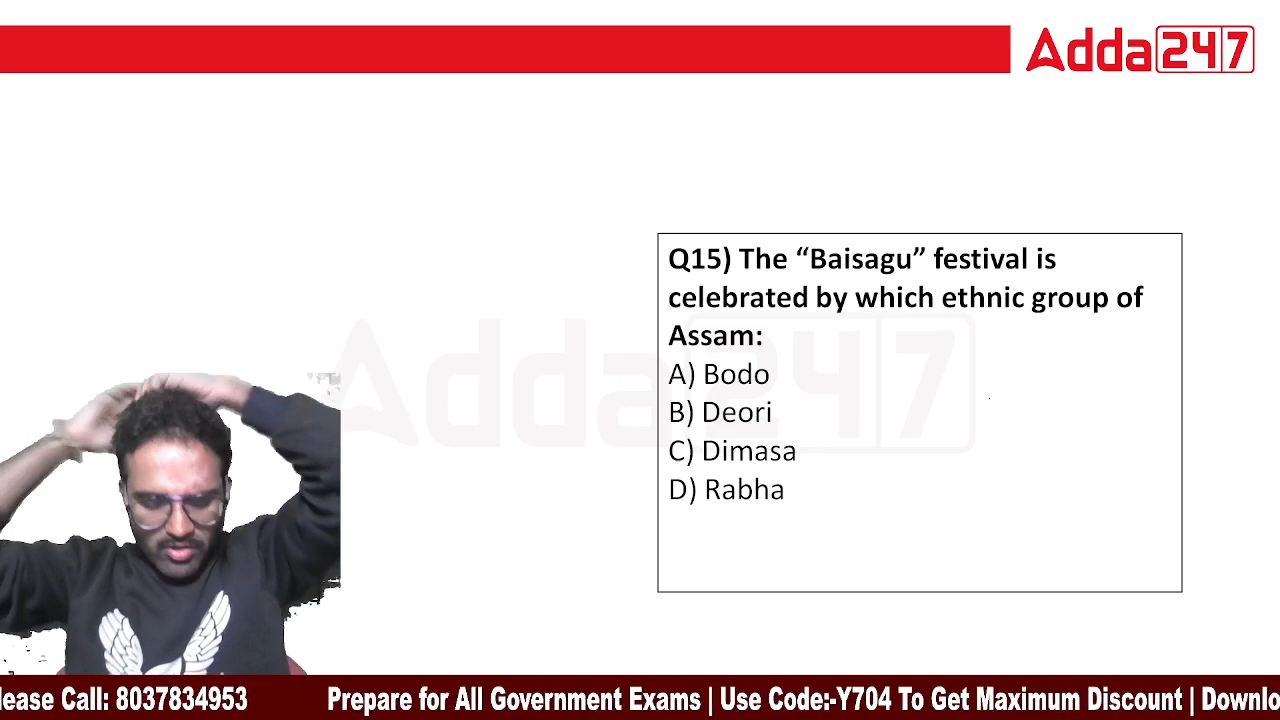 Adda247
Q15) The “Baisagu” festival is
celebrated by which ethnic group of
Assam:
A) Bodo
B) Deori
C) Dimasa
D) Rabha
Adda247
lease Call: 8037834953 Prepare for All Government Exams | Use Code:-Y704 To Get Maximum Discount | Downlo